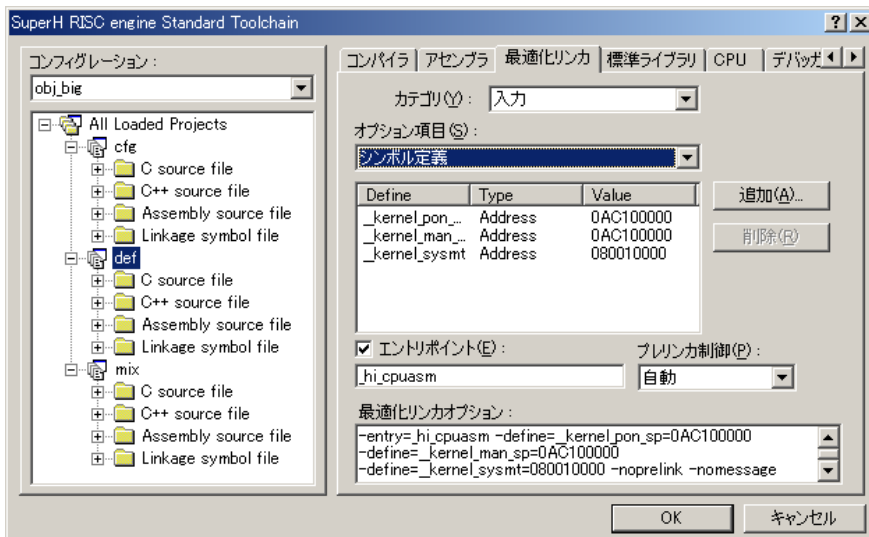 SuperH RISC engine Standard Toolchain
コンフィグレーション :
obj_big
All Loaded Projects
cfg
C source file
C++ source file
Assembly source file
Linkage symbol file
def
C source file
C++ source file
Assembly source file
Linkage symbol file
mix
C source file
C++ source file
Assembly source file
Linkage symbol file
コンパイラ アセンブラ 最適化リンカ 標準ライブラリ CPU デバッガ
カテゴリ(Y) : 入力
オプション項目(S) :
シンボル定義
Define Type Value
__kernel_pon_... Address 0AC100000
__kernel_man_... Address 0AC100000
__kernel_sysmt Address 080010000
追加(A)...
削除(R)
エントリポイント(E) :
_hi_cpuasm
プレリンカ制御(P) :
自動
最適化リンカオプション :
-entry=_hi_cpuasm -define=__kernel_pon_sp=0AC100000
-define=__kernel_man_sp=0AC100000
-define=__kernel_sysmt=080010000 -noprelink -nomessage
OK キャンセル